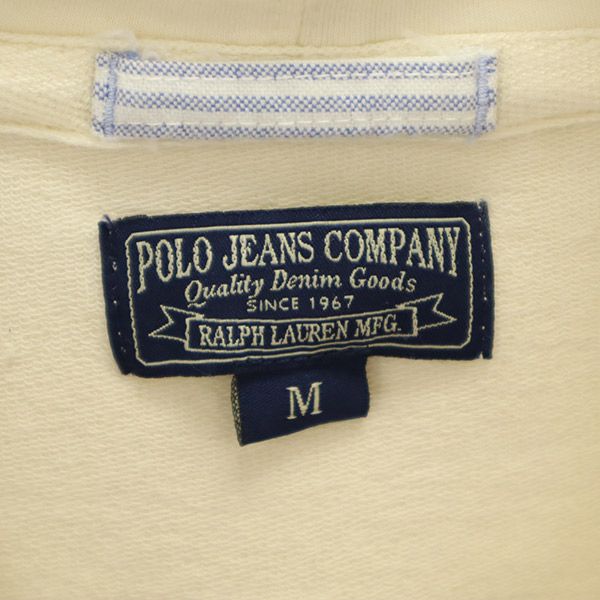 POLO JEANS COMPANY
Quality Denim Goods
SINCE 1967
RALPH LAUREN MFG.
M